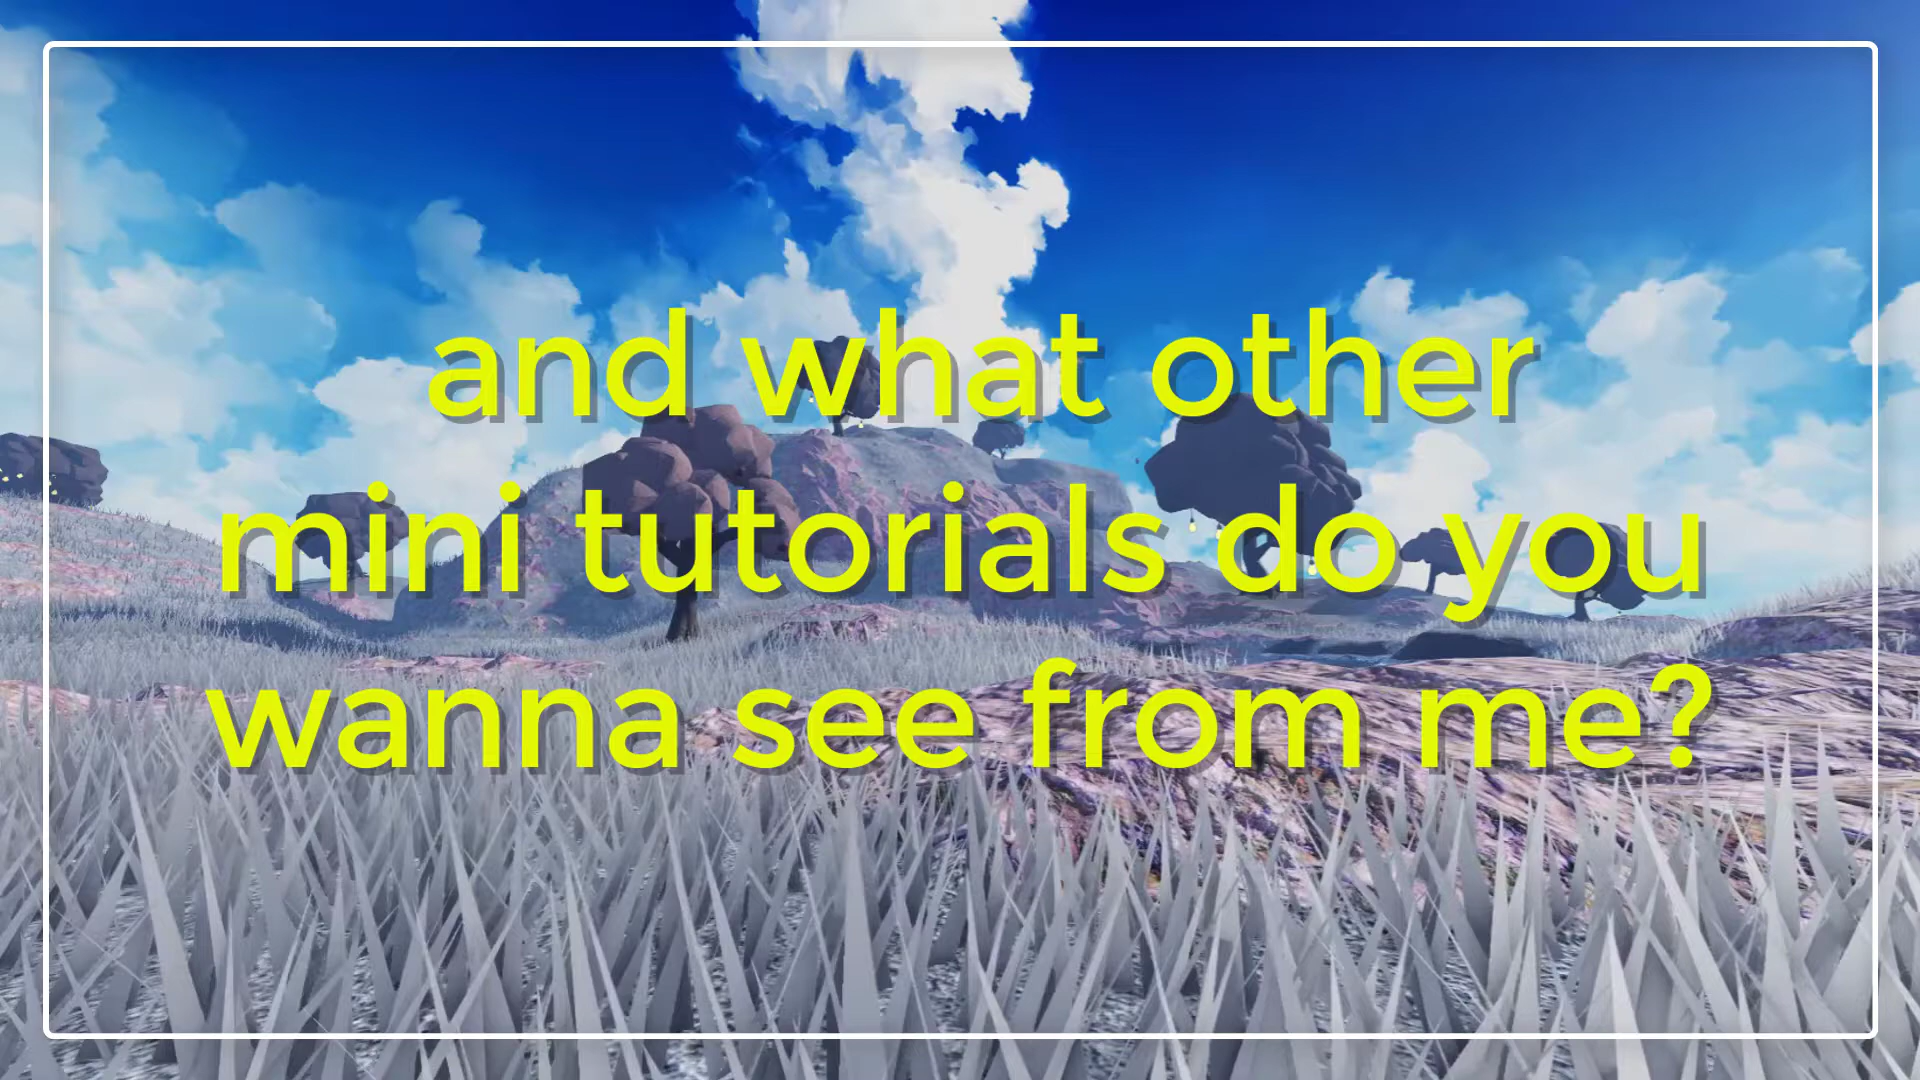 and what other
mini tutorials do you
wanna see from me?